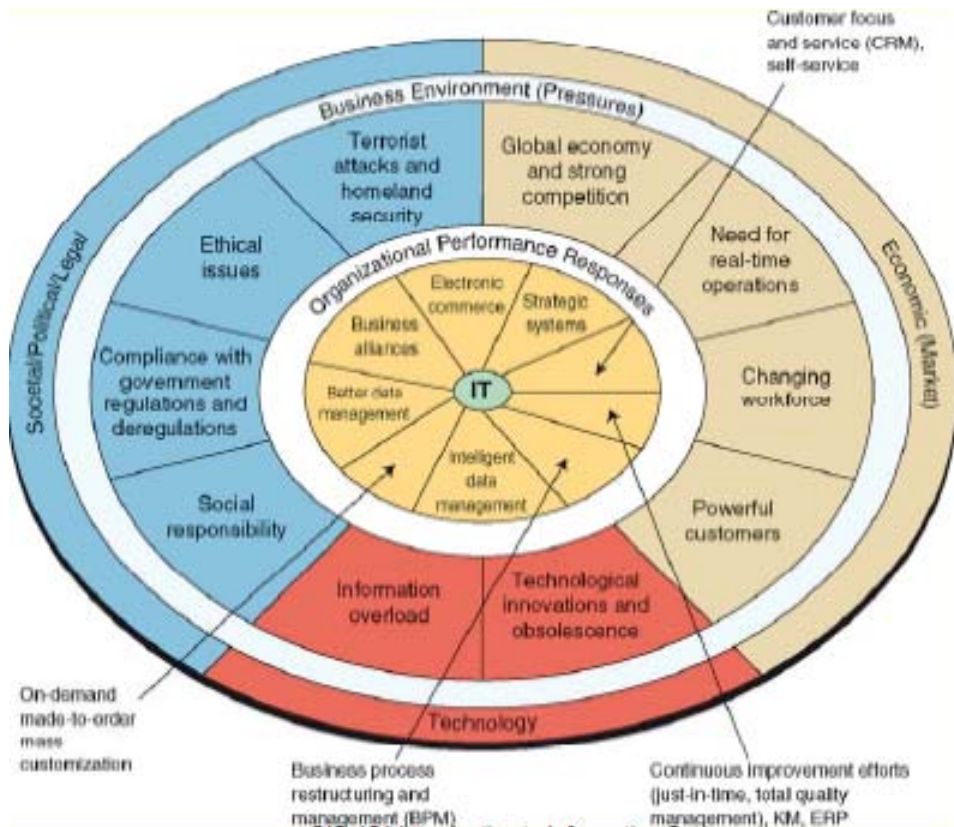 Customer focus
and service (CRM),
self-service
Business Environment (Pressures)
Terrorist
attacks and
homeland
security
Global economy
and strong
competition
Ethical
issues
Need for
real-time
operations
Societal/Political/Legal
Economic (Market)
Organizational Performance Responses
Electronic
commerce
Strategic
systems
Business
alliances
IT
Better data
management
Compliance with
government
regulations and
deregulations
Changing
workforce
Intelligent
data
management
Social
responsibility
Powerful
customers
Information
overload
Technological
innovations and
obsolescence
Technology
On-demand
made-to-order
mass
customization
Business process
restructuring and
management (BPM)
Continuous improvement efforts
(just-in-time, total quality
management), KM, ERP